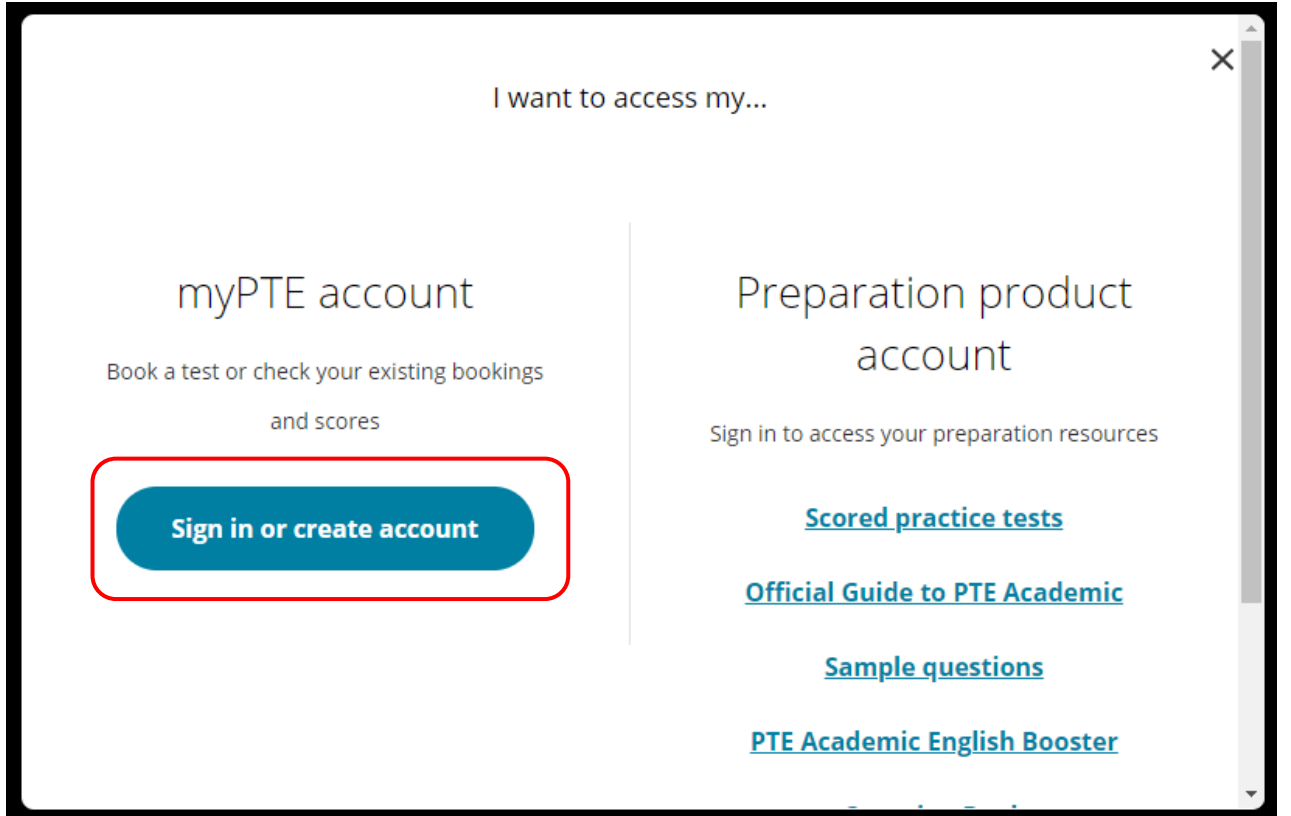 I want to access my...
myPTE account
Book a test or check your existing bookings
and scores
Sign in or create account
Preparation product
account
Sign in to access your preparation resources
Scored practice tests
Official Guide to PTE Academic
Sample questions
PTE Academic English Booster